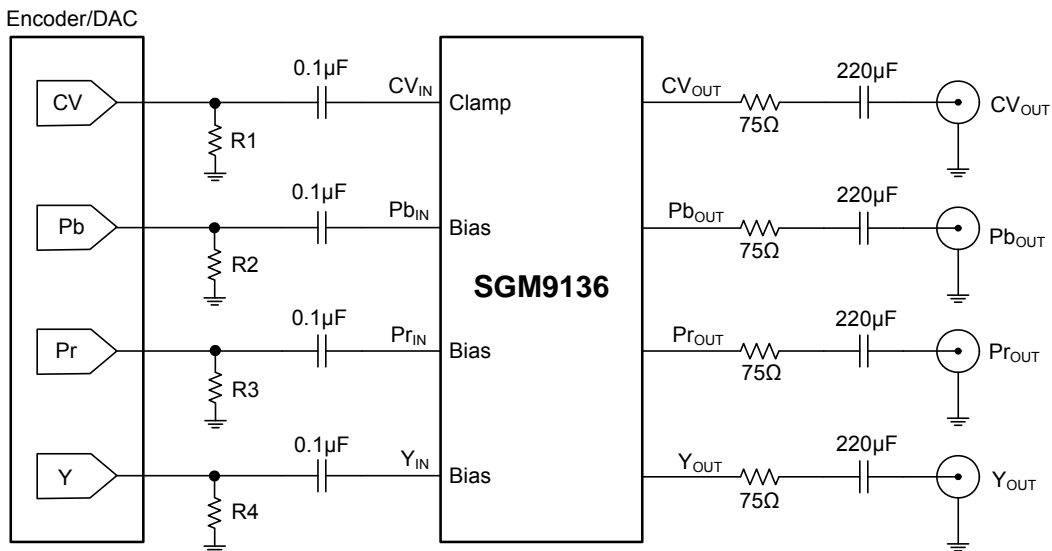 Encoder/DAC
CV
R1
0.1µF
CV_IN
Clamp
CV_OUT
75Ω
220µF
CV_OUT
Pb
R2
0.1µF
Pb_IN
Bias
Pb_OUT
75Ω
220µF
Pb_OUT
SGM9136
Pr
R3
0.1µF
Pr_IN
Bias
Pr_OUT
75Ω
220µF
Pr_OUT
Y
R4
0.1µF
Y_IN
Bias
Y_OUT
75Ω
220µF
Y_OUT